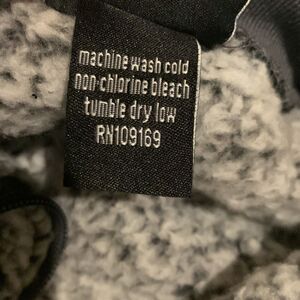 machine wash cold
non-chlorine bleach
tumble dry low
RN109169